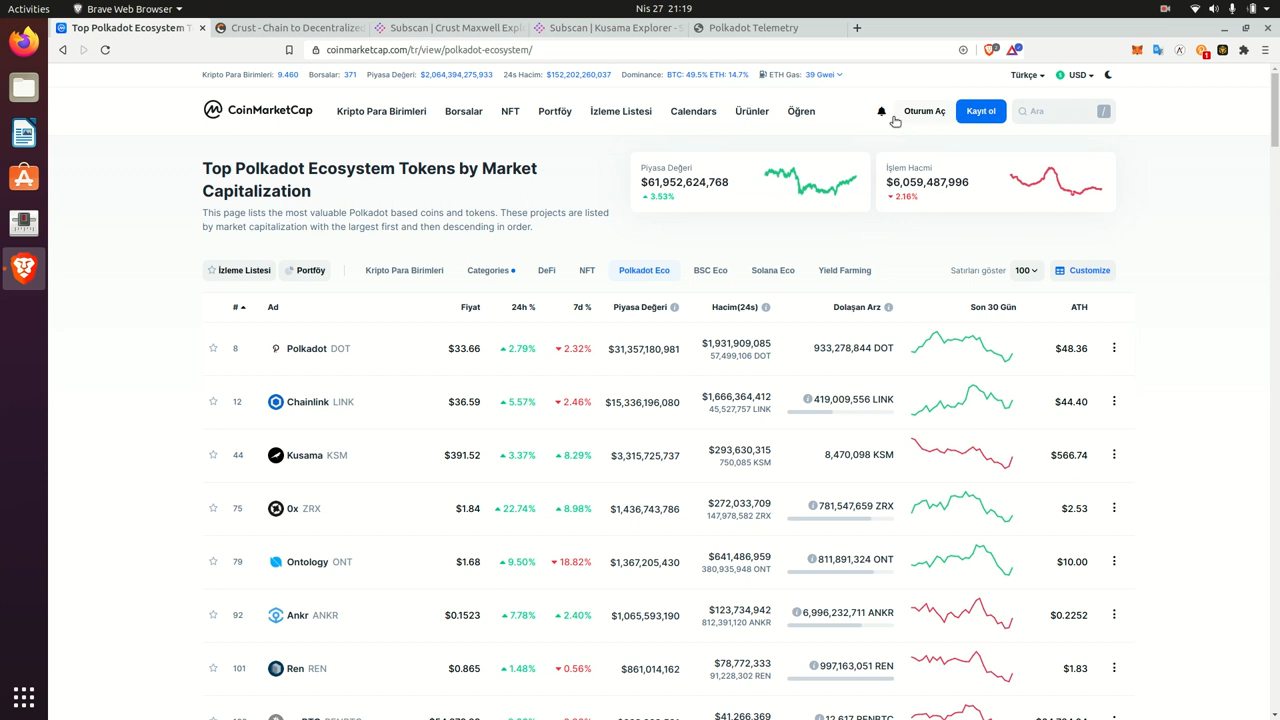 Activities Brave Web Browser Nis 27 21:19
Top Polkadot Ecosystem T Crust - Chain to Decentralized Subscan | Crust Maxwell Expl Subscan | Kusama Explorer - S Polkadot Telemetry
coinmarketcap.com/tr/view/polkadot-ecosystem/
Kripto Para Birimleri: 9.460 Borsalar: 371 Piyasa Değeri: $2,064,394,275,933 24s Hacim: $152,202,260,037 Dominance: BTC: 49.5% ETH: 14.7% ETH Gas: 39 Gwei Türkçe USD
CoinMarketCap Kripto Para Birimleri Borsalar NFT Portföy İzleme Listesi Calendars Ürünler Öğren Oturum Aç Kayıt ol Ara /
Top Polkadot Ecosystem Tokens by Market
Capitalization
This page lists the most valuable Polkadot based coins and tokens. These projects are listed
by market capitalization with the largest first and then descending in order.
Piyasa Değeri
$61,952,624,768
3.53%
İşlem Hacmi
$6,059,487,996
2.16%
İzleme Listesi Portföy Kripto Para Birimleri Categories DeFi NFT Polkadot Eco BSC Eco Solana Eco Yield Farming Satırları göster 100 Customize
# Ad Fiyat 24h % 7d % Piyasa Değeri Hacim(24s) Dolaşan Arz Son 30 Gün ATH
8 Polkadot DOT $33.66 2.79% 2.32% $31,357,180,981 $1,931,909,085 933,278,844 DOT $48.36
57,499,106 DOT
12 Chainlink LINK $36.59 5.57% 2.46% $15,336,196,080 $1,666,364,412 419,009,556 LINK $44.40
45,527,757 LINK
44 Kusama KSM $391.52 3.37% 8.29% $3,315,725,737 $293,630,315 8,470,098 KSM $566.74
750,085 KSM
75 0x ZRX $1.84 22.74% 8.98% $1,436,743,786 $272,033,709 781,547,659 ZRX $2.53
147,978,582 ZRX
79 Ontology ONT $1.68 9.50% 18.82% $1,367,205,430 $641,486,959 811,891,324 ONT $10.00
380,935,948 ONT
92 Ankr ANKR $0.1523 7.78% 2.40% $1,065,593,190 $123,734,942 6,996,232,711 ANKR $0.2252
812,391,120 ANKR
101 Ren REN $0.865 1.48% 0.56% $861,014,162 $78,772,333 997,163,051 REN $1.83
91,228,302 REN
$41,266,369 12,617 RENBTC